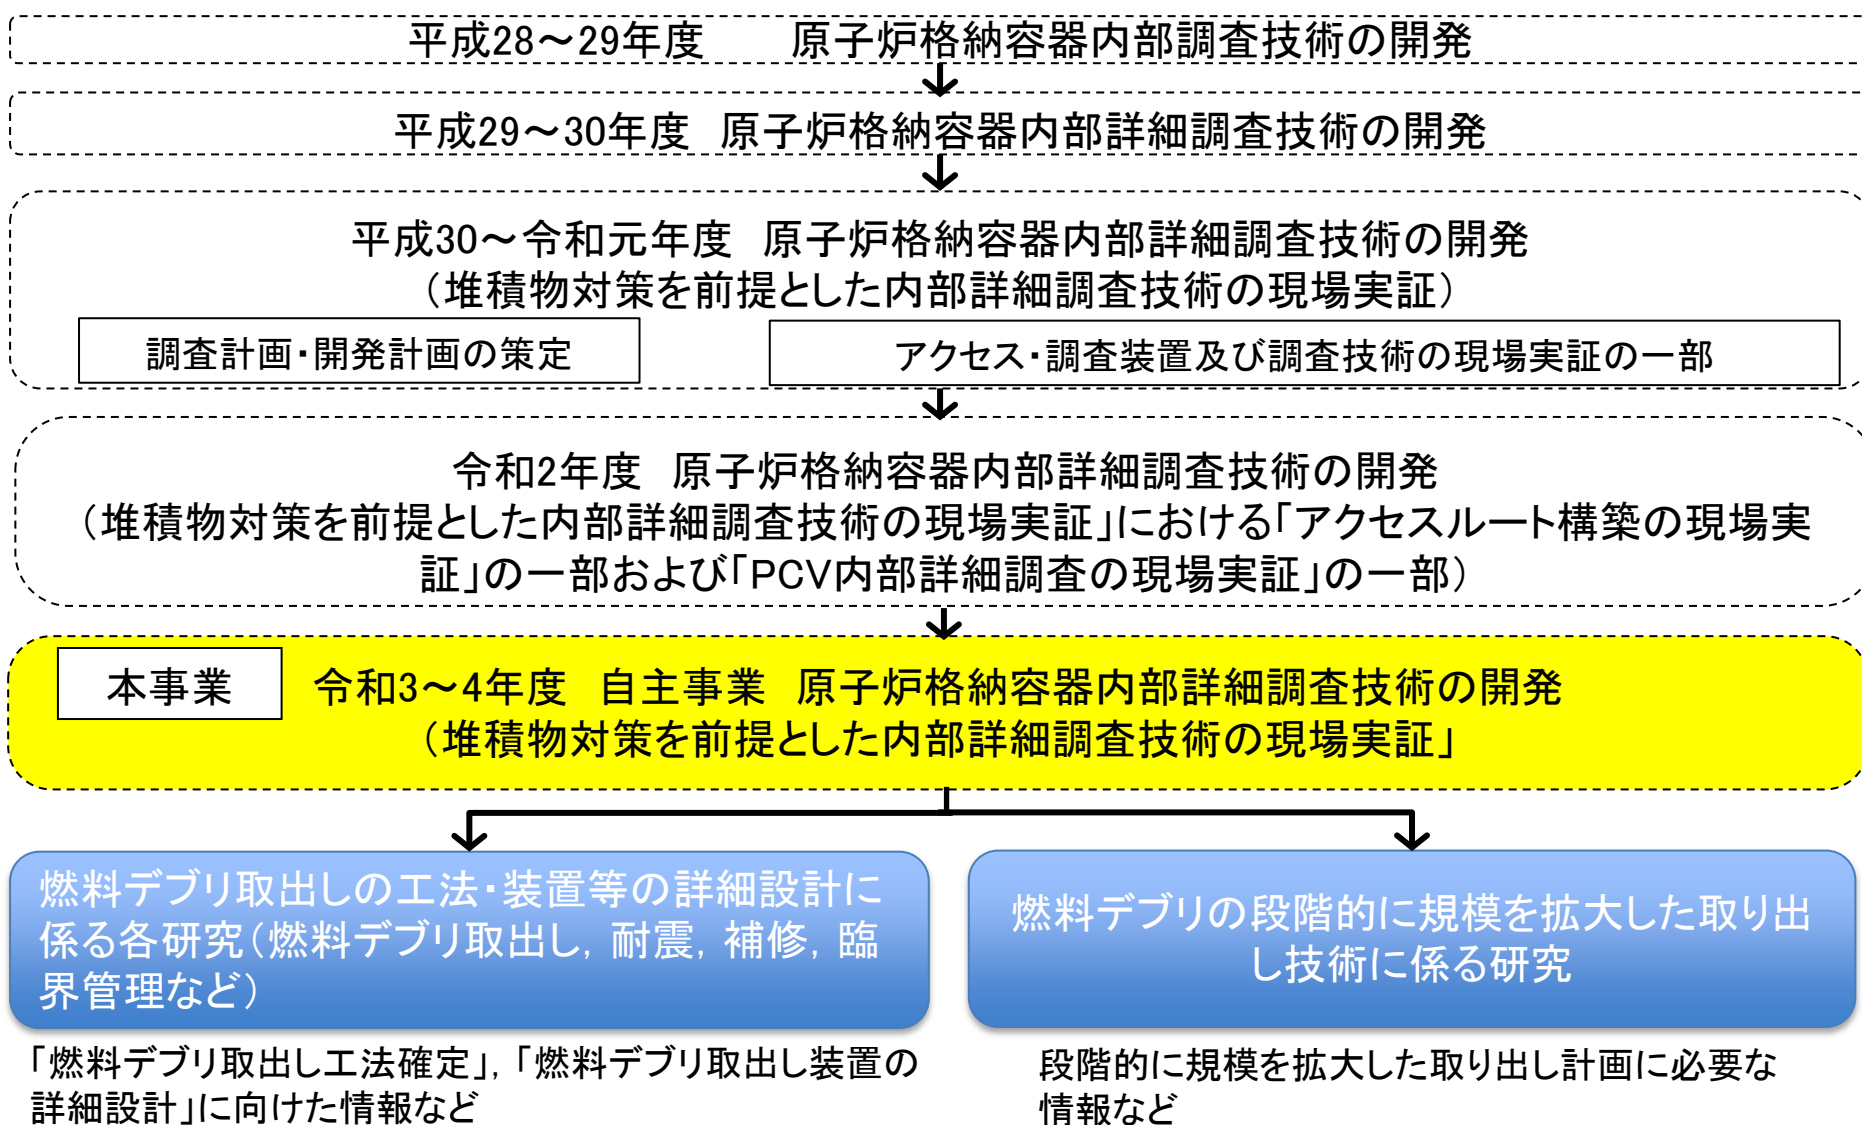 平成28～29年度　　原子炉格納容器内部調査技術の開発
平成29～30年度　原子炉格納容器内部詳細調査技術の開発
平成30～令和元年度　原子炉格納容器内部詳細調査技術の開発
（堆積物対策を前提とした内部詳細調査技術の現場実証）
調査計画・開発計画の策定
アクセス・調査装置及び調査技術の現場実証の一部
令和2年度　原子炉格納容器内部詳細調査技術の開発
（堆積物対策を前提とした内部詳細調査技術の現場実証」における「アクセスルート構築の現場実
証」の一部および「PCV内部詳細調査の現場実証」の一部）
本事業
令和3～4年度　自主事業　原子炉格納容器内部詳細調査技術の開発
（堆積物対策を前提とした内部詳細調査技術の現場実証」
燃料デブリ取出しの工法・装置等の詳細設計に
係る各研究（燃料デブリ取出し，耐震，補修，臨
界管理など）
燃料デブリの段階的に規模を拡大した取り出
し技術に係る研究
「燃料デブリ取出し工法確定」，「燃料デブリ取出し装置の
詳細設計」に向けた情報など
段階的に規模を拡大した取り出し計画に必要な
情報など